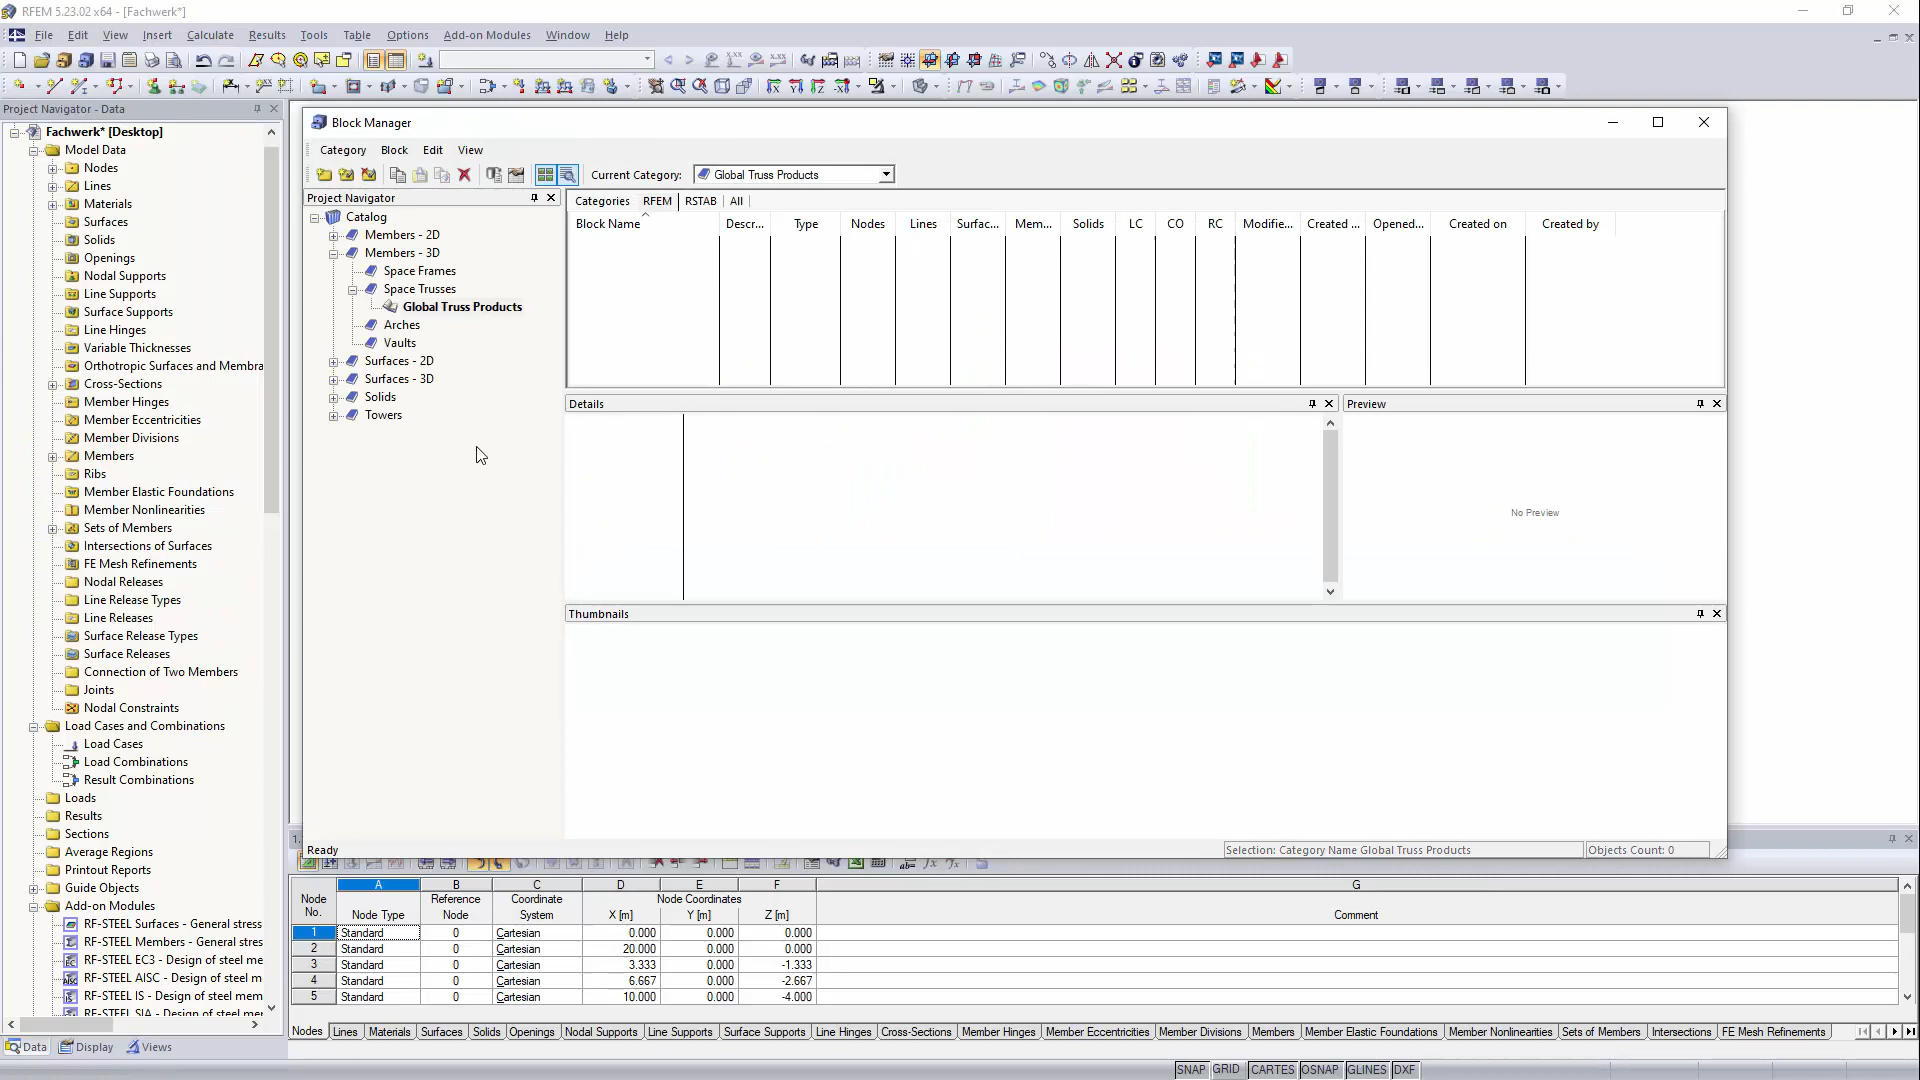 RFEM 5.23.02 x64 - [Fachwerk*]
File Edit View Insert Calculate Results Tools Table Options Add-on Modules Window Help
Project Navigator - Data
Fachwerk* [Desktop]
Model Data
Nodes
Lines
Materials
Surfaces
Solids
Openings
Nodal Supports
Line Supports
Surface Supports
Line Hinges
Variable Thicknesses
Orthotropic Surfaces and Membra
Cross-Sections
Member Hinges
Member Eccentricities
Member Divisions
Members
Ribs
Member Elastic Foundations
Member Nonlinearities
Sets of Members
Intersections of Surfaces
FE Mesh Refinements
Nodal Releases
Line Release Types
Line Releases
Surface Release Types
Surface Releases
Connection of Two Members
Joints
Nodal Constraints
Load Cases and Combinations
Load Cases
Load Combinations
Result Combinations
Loads
Results
Sections
Average Regions
Printout Reports
Guide Objects
Add-on Modules
RF-STEEL Surfaces - General stress
RF-STEEL Members - General stres
RF-STEEL EC3 - Design of steel me
RF-STEEL AISC - Design of steel m
RF-STEEL IS - Design of steel mem
RF-STEEL SIA - Design of steel me
Data Display Views
Block Manager
Category Block Edit View
Current Category: Global Truss Products
Project Navigator
Catalog
Members - 2D
Members - 3D
Space Frames
Space Trusses
Global Truss Products
Arches
Vaults
Surfaces - 2D
Surfaces - 3D
Solids
Towers
Categories RFEM RSTAB All
Block Name Descr... Type Nodes Lines Surfac... Mem... Solids LC CO RC Modifie... Created ... Opened... Created on Created by
Details
Preview
No Preview
Thumbnails
Ready
Selection: Category Name Global Truss Products Objects Count: 0
A B C D E F G
Node Reference Coordinate Node Coordinates
No. Node Type Node System X [m] Y [m] Z [m] Comment
1 Standard 0 Cartesian 0.000 0.000 0.000
2 Standard 0 Cartesian 20.000 0.000 0.000
3 Standard 0 Cartesian 3.333 0.000 -1.333
4 Standard 0 Cartesian 6.667 0.000 -2.667
5 Standard 0 Cartesian 10.000 0.000 -4.000
Nodes Lines Materials Surfaces Solids Openings Nodal Supports Line Supports Surface Supports Line Hinges Cross-Sections Member Hinges Member Eccentricities Member Divisions Members Member Elastic Foundations Member Nonlinearities Sets of Members Intersections FE Mesh Refinements
SNAP GRID CARTES OSNAP GLINES DXF